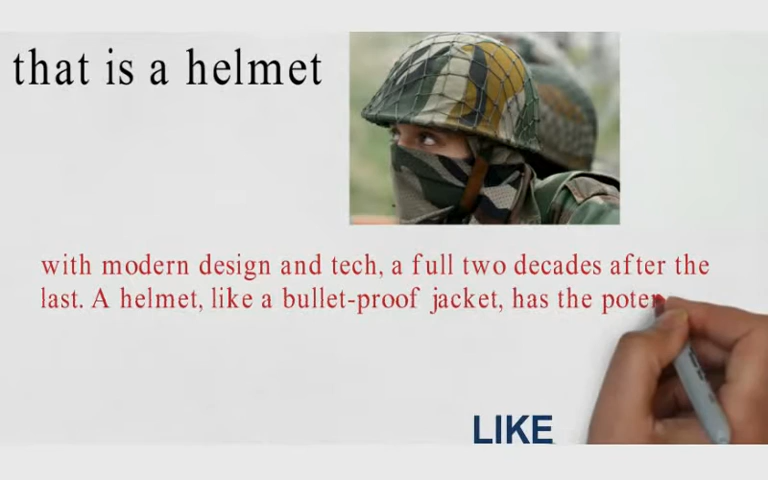 that is a helmet
with modern design and tech, a full two decades after the
last. A helmet, like a bullet-proof jacket, has the poten
LIKE